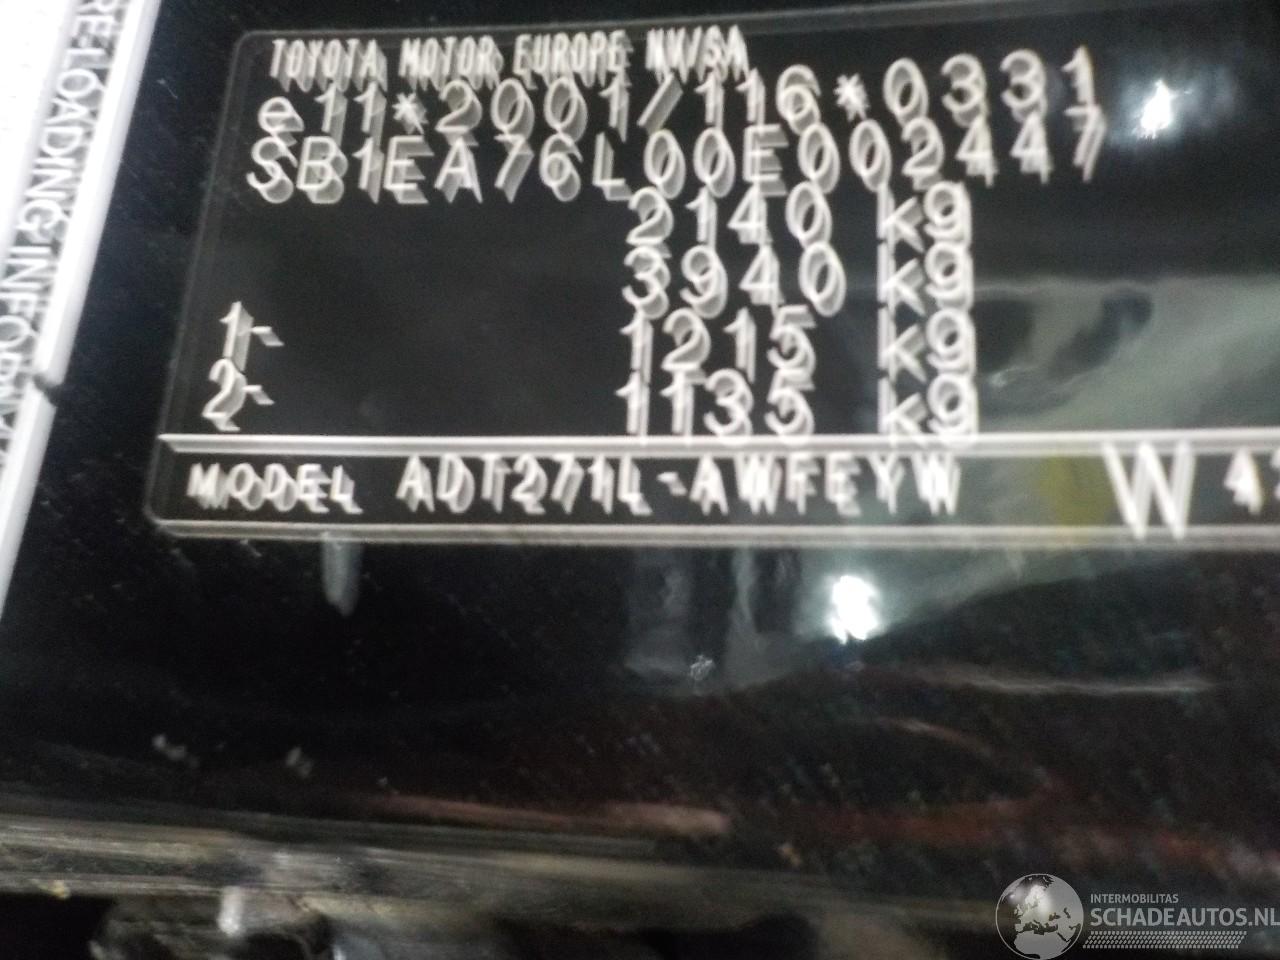 TOYOTA MOTOR EUROPE NV/SA
e11*2001/116*0331
SB1EA76L00E002447
2140 kg
3940 kg
1- 1215 kg
2- 1135 kg
MODEL ADT271L-AWFEYW W
LOADING
INTERMOBILITAS
SCHADEAUTOS.NL